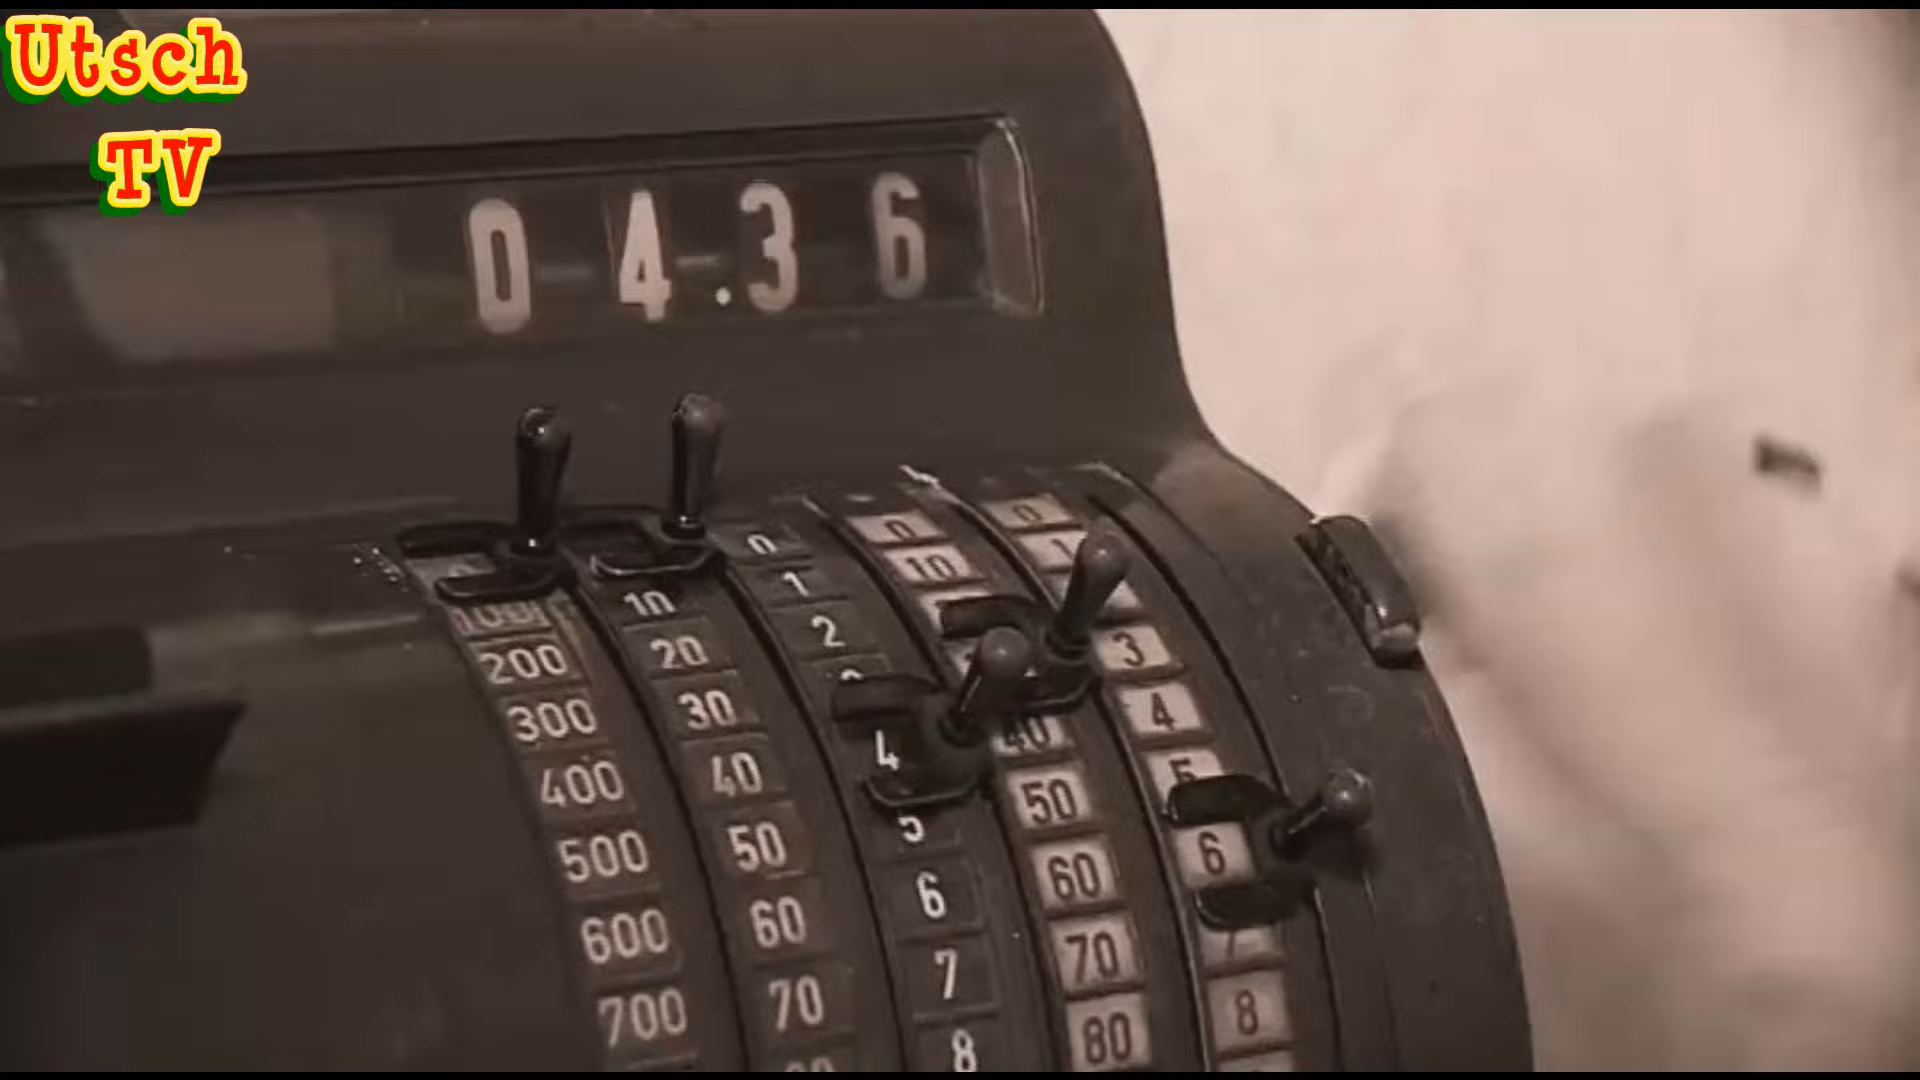 Utsch
TV
0 4.3 6
0 0 0
10 1
100 10 1
200 20 2 3
300 30 4
400 40 4 40 5
500 50 5 50 6
600 60 6 60 7
700 70 7 70 8
8 80